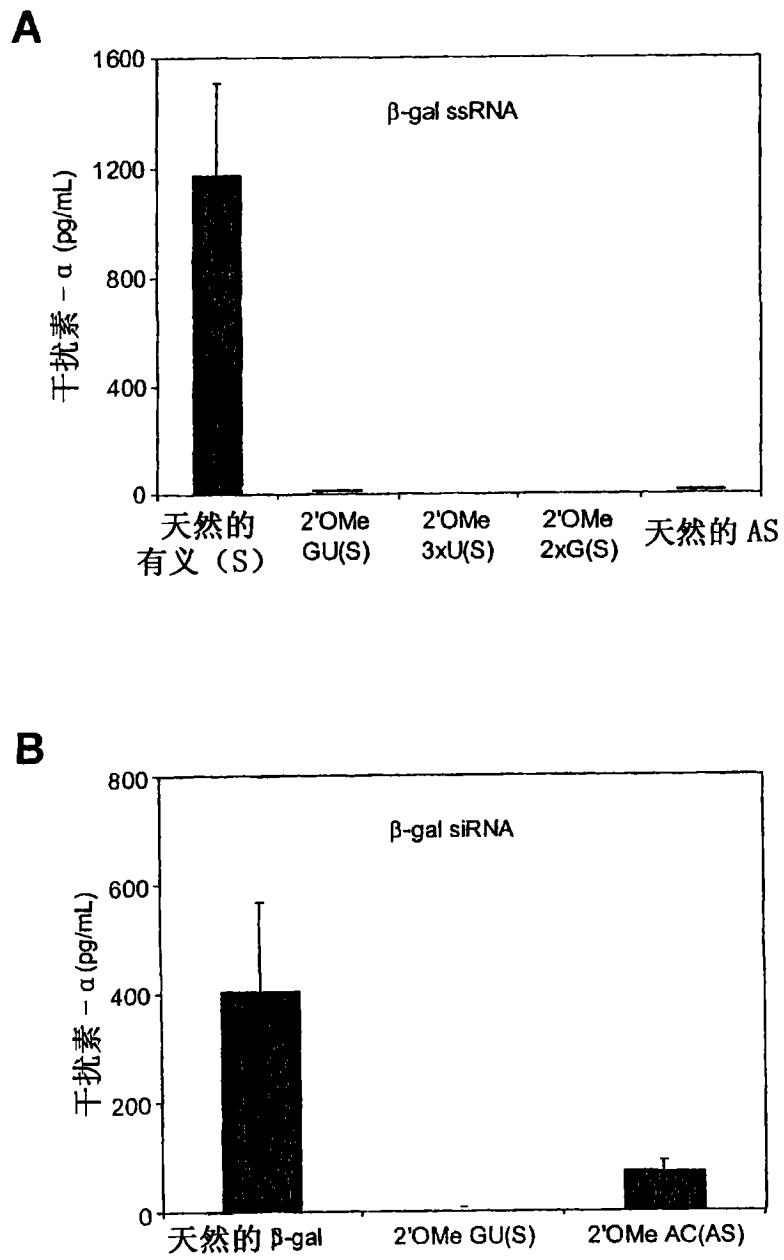 A
1600
β-gal ssRNA
1200
800
400
0
干扰素 - α (pg/mL)
天然的
有义（S）
2'OMe
GU(S)
2'OMe
3xU(S)
2'OMe
2xG(S)
天然的 AS
B
800
β-gal siRNA
600
400
200
0
干扰素 - α (pg/mL)
天然的 β-gal
2'OMe GU(S)
2'OMe AC(AS)